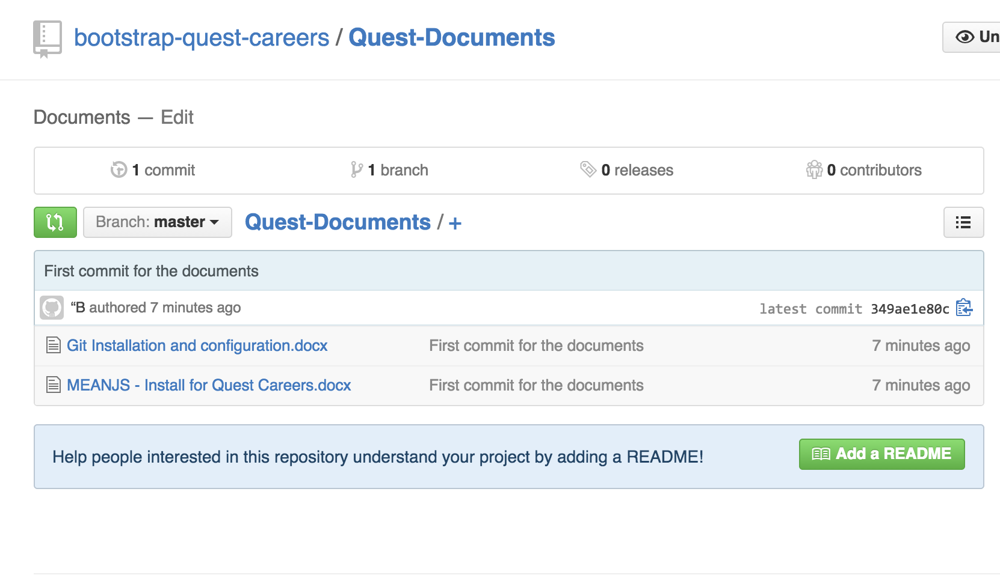 bootstrap-quest-careers / Quest-Documents
Un
Documents — Edit
1 commit
1 branch
0 releases
0 contributors
Branch: master
Quest-Documents / +
First commit for the documents
“B authored 7 minutes ago
latest commit 349ae1e80c
Git Installation and configuration.docx First commit for the documents 7 minutes ago
MEANJS - Install for Quest Careers.docx First commit for the documents 7 minutes ago
Help people interested in this repository understand your project by adding a README!
Add a README